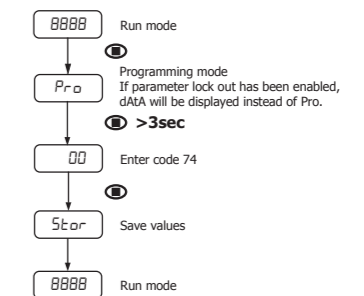 8888 Run mode
Programming mode
If parameter lock out has been enabled,
Pro
dAtA will be displayed instead of Pro.
>3sec
00 Enter code 74
Stor Save values
8888 Run mode